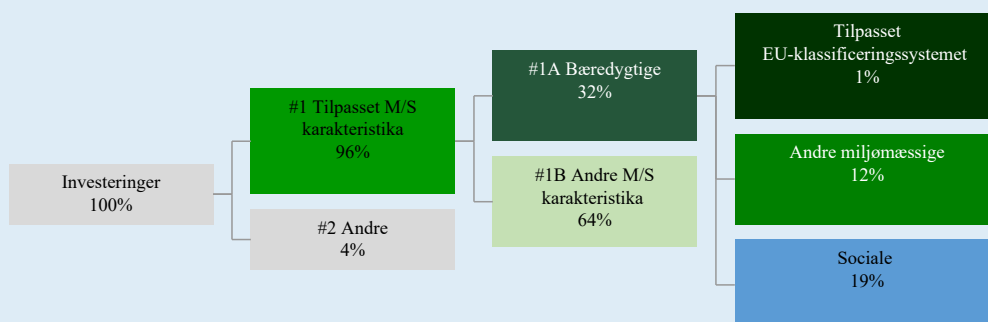 Investeringer
100%
#1 Tilpasset M/S
karakteristika
96%
#2 Andre
4%
#1A Bæredygtige
32%
#1B Andre M/S
karakteristika
64%
Tilpasset
EU-klassificeringssystemet
1%
Andre miljømæssige
12%
Sociale
19%